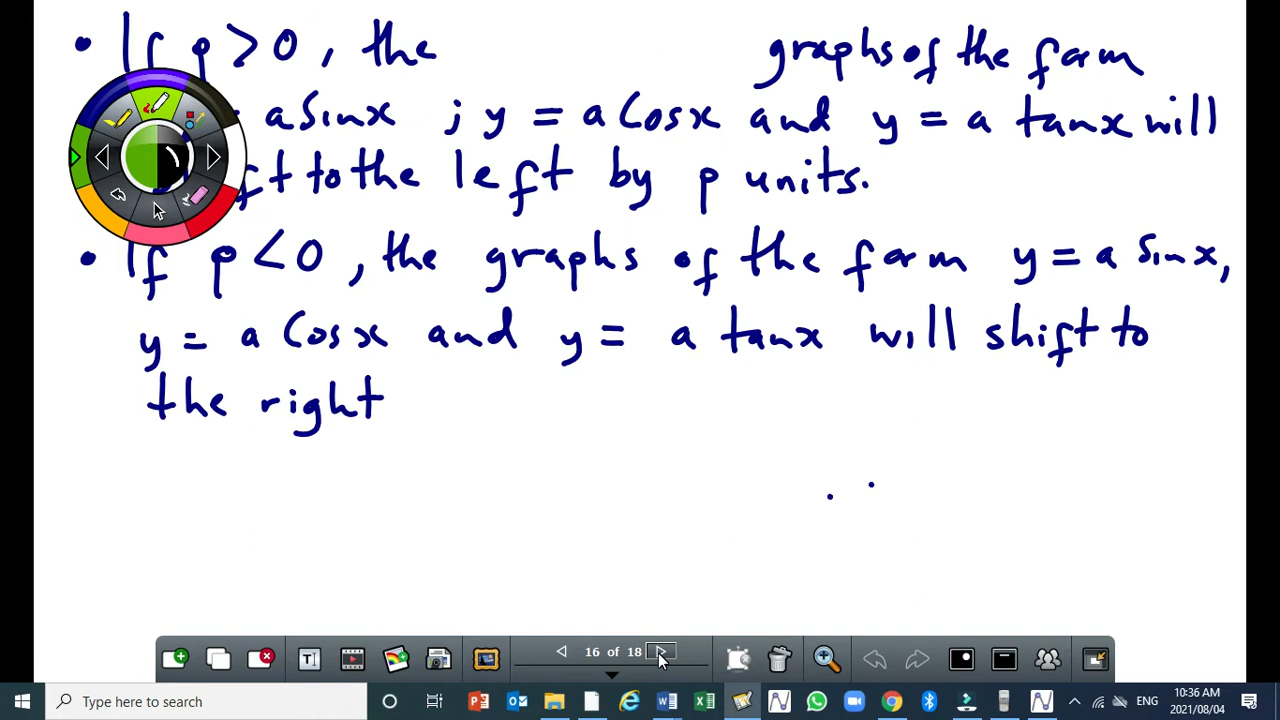 • If p > 0, the graphs of the form
= a Sinx ; y = a Cosx and y = a tanx will
to the left by p units.
• If p < 0, the graphs of the form y = a sinx,
y = a Cosx and y = a tanx will shift to
the right
16 of 18
Type here to search
ENG
10:36 AM
2021/08/04